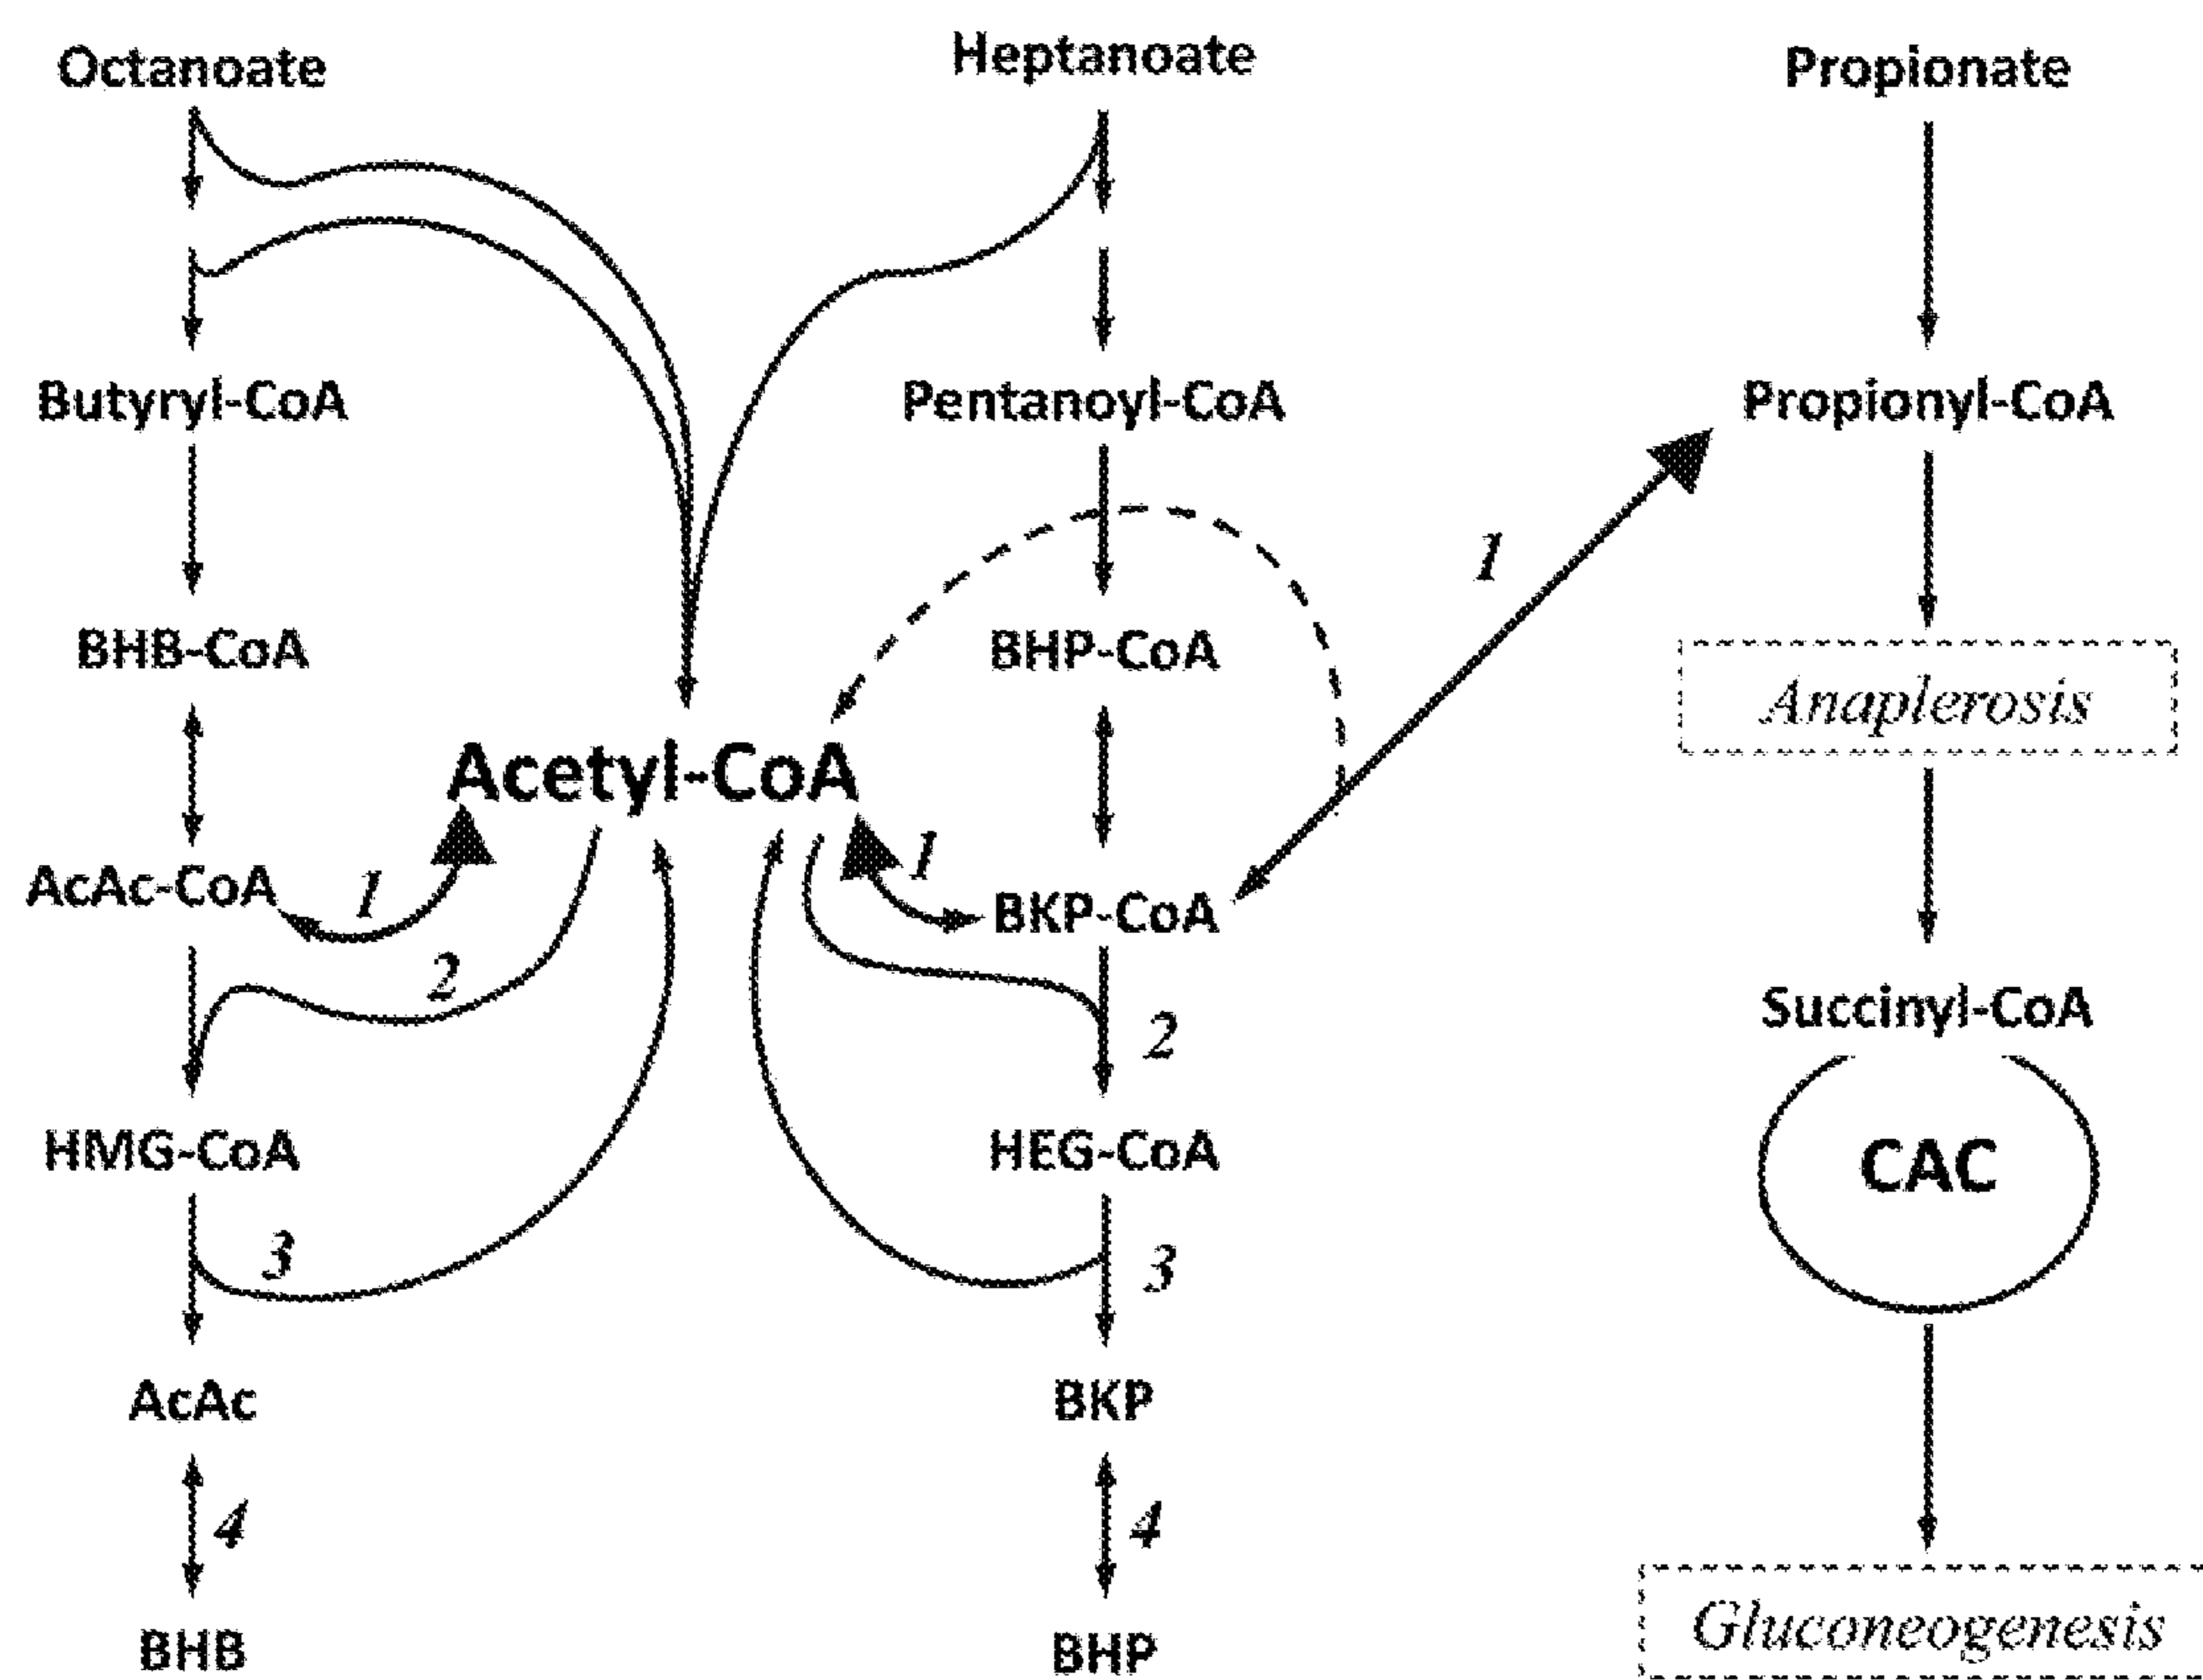 Octanoate
Heptanoate
Propionate
Butyryl-CoA
Pentanoyl-CoA
Propionyl-CoA
1
BHB-CoA
BHP-CoA
Anaplerosis
Acetyl-CoA
AcAc-CoA
1
1
BKP-CoA
2
2
Succinyl-CoA
HMG-CoA
HEG-CoA
CAC
3
3
AcAc
BKP
4
4
BHB
BHP
Gluconeogenesis